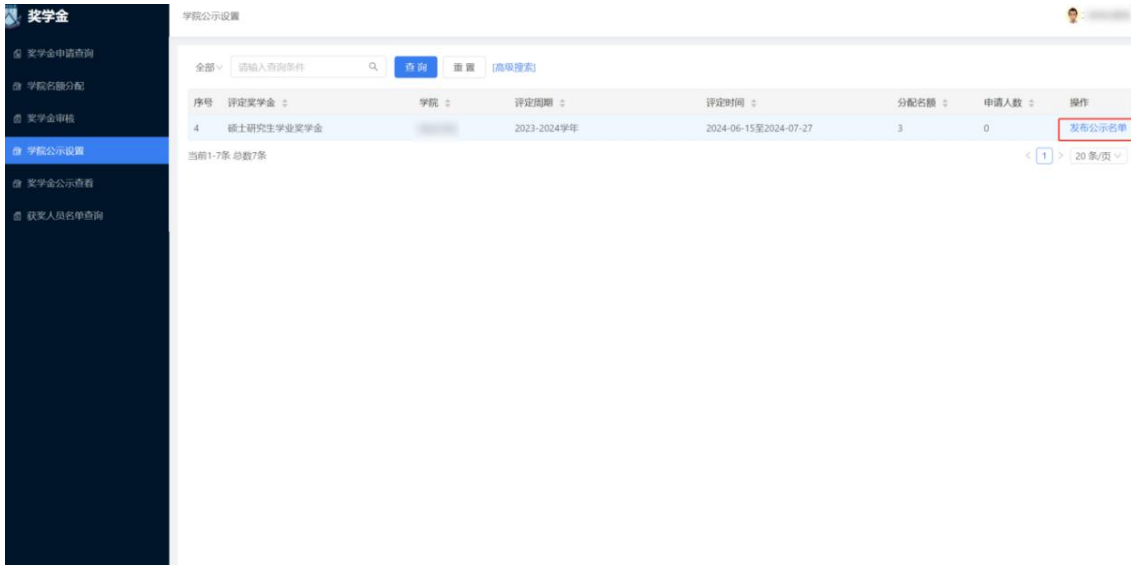 奖学金
学院公示设置
奖学金申请查询
学院名额分配
奖学金审核
学院公示设置
奖学金公示查看
获奖人员名单查询
全部 请输入查询条件 查询 重置 [高级搜索]
序号 评定奖学金 学院 评定周期 评定时间 分配名额 申请人数 操作
4 硕士研究生学业奖学金 2023-2024学年 2024-06-15至2024-07-27 3 0 发布公示名单
当前1-7条 总数7条 < 1 > 20 条/页